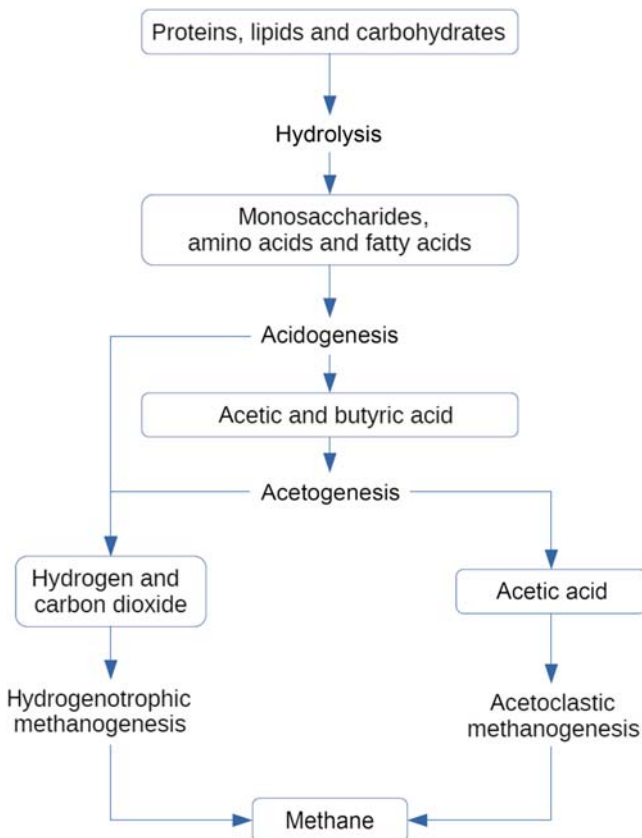 Proteins, lipids and carbohydrates
Hydrolysis
Monosaccharides,
amino acids and fatty acids
Acidogenesis
Acetic and butyric acid
Acetogenesis
Hydrogen and
carbon dioxide
Acetic acid
Hydrogenotrophic
methanogenesis
Acetoclastic
methanogenesis
Methane